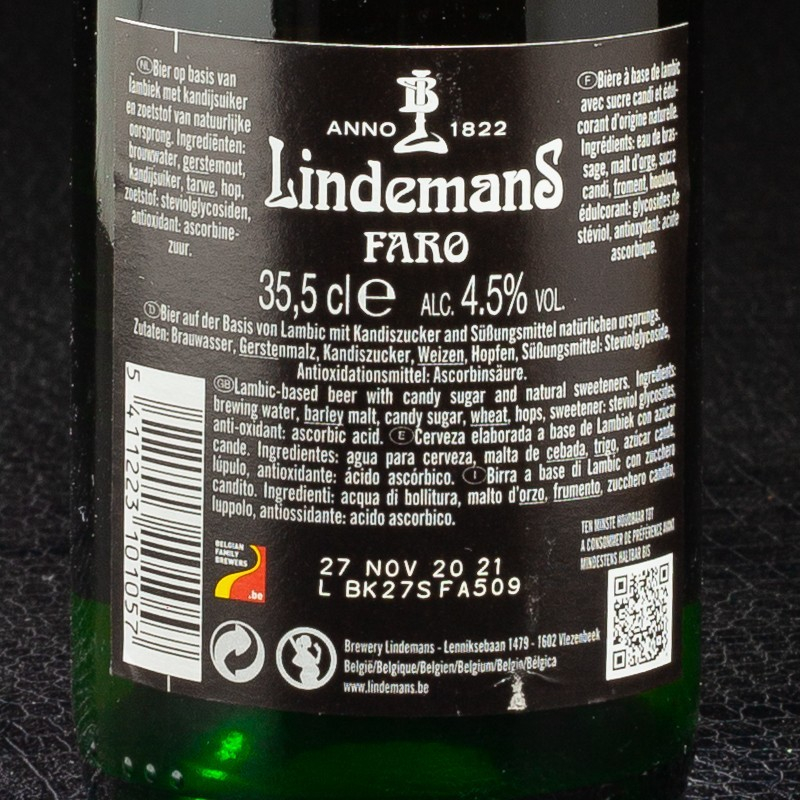 NL Bier op basis van
lambiek met kandijsuiker
en zoetstof van natuurlijke
oorsprong. Ingrediënten:
brouwwater, gerstemout,
kandijsuiker, tarwe, hop,
zoetstof: steviolglycosiden,
antioxidant: ascorbine-
zuur.
ANNO 1822
Lindemans
FARO
35,5 cl e ALC. 4.5% VOL.
F Bière à base de lambic
avec sucre candi et édul-
corant d'origine naturelle.
Ingrédients: eau de bras-
sage, malt d'orge, sucre
candi, froment, houblon,
édulcorant: glycosides de
stéviol, antioxydant: acide
ascorbique.
D Bier auf der Basis von Lambic mit Kandiszucker and Süßungsmittel natürlichen ursprungs.
Zutaten: Brauwasser, Gerstenmalz, Kandiszucker, Weizen, Hopfen, Süßungsmittel: Steviolglycoside,
Antioxidationsmittel: Ascorbinsäure.
GB Lambic-based beer with candy sugar and natural sweeteners. Ingredients:
brewing water, barley malt, candy sugar, wheat, hops, sweetener: steviol glycosides,
anti-oxidant: ascorbic acid. E Cerveza elaborada a base de Lambiek con azúcar
cande. Ingredientes: agua para cerveza, malta de cebada, trigo, azúcar cande,
lúpulo, antioxidante: ácido ascórbico. I Birra a base di Lambic con zucchero
candito. Ingredienti: acqua di bollitura, malto d'orzo, frumento, zucchero candito,
luppolo, antiossidante: acido ascorbico.
5 411223 101057
BELGIAN
FAMILY
BREWERS
.be
TEN MINSTE HOUDBAAR TOT
A CONSOMMER DE PRÉFÉRENCE AVANT
MINDESTENS HALTBAR BIS
27 NOV 20 21
L BK27SFA509
Brewery Lindemans - Lenniksebaan 1479 - 1602 Vlezenbeek
België/Belgique/Belgien/Belgium/Belgio/Bélgica
www.lindemans.be